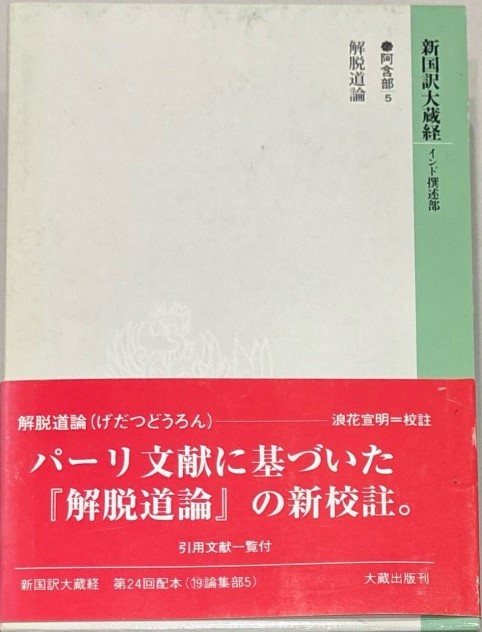 新国訳大蔵経
インド撰述部
●阿含部 5
解脱道論
解脱道論(げだつどうろん)――――浪花宣明=校註
パーリ文献に基づいた
『解脱道論』の新校註。
引用文献一覧付
新国訳大蔵経 第24回配本(⑲論集部5) 大蔵出版刊